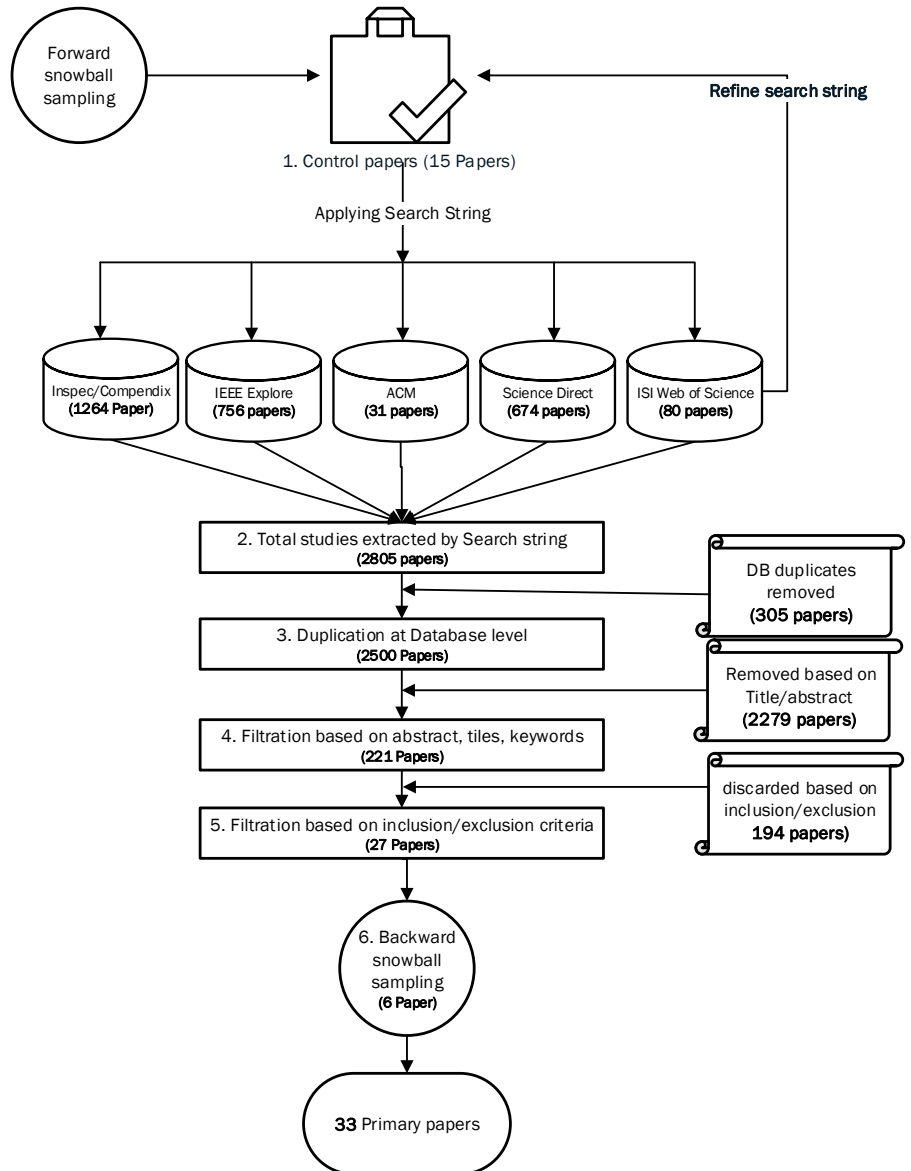 Forward
snowball
sampling
Refine search string
1. Control papers (15 Papers)
Applying Search String
Inspec/Compendix
(1264 Paper)
IEEE Explore
(756 papers)
ACM
(31 papers)
Science Direct
(674 papers)
ISI Web of Science
(80 papers)
2. Total studies extracted by Search string
(2805 papers)
DB duplicates
removed
(305 papers)
3. Duplication at Database level
(2500 Papers)
Removed based on
Title/abstract
(2279 papers)
4. Filtration based on abstract, tiles, keywords
(221 Papers)
discarded based on
inclusion/exclusion
194 papers)
5. Filtration based on inclusion/exclusion criteria
(27 Papers)
6. Backward
snowball
sampling
(6 Paper)
33 Primary papers